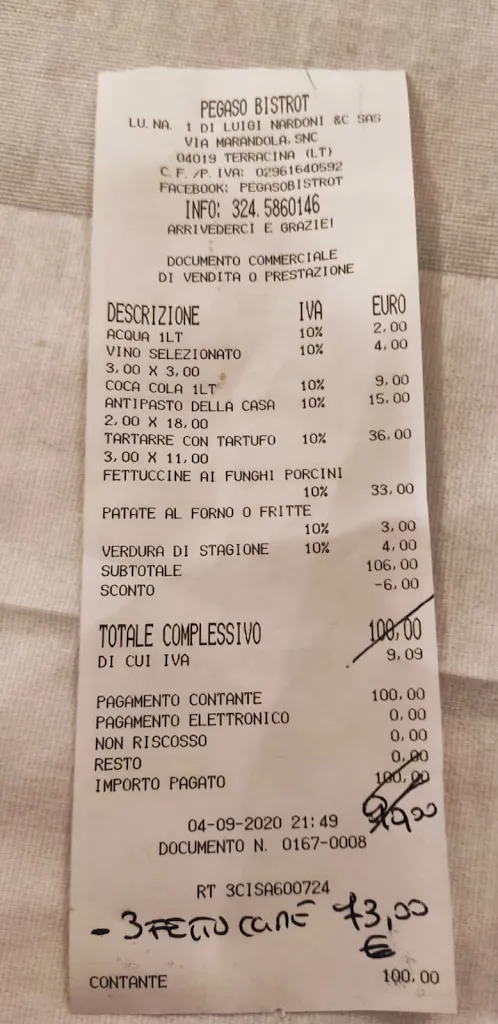 PEGASO BISTROT
LU.NA. 1 DI LUIGI NARDONI &C SAS
VIA MARANDOLA, SNC
04019 TERRACINA (LT)
C.F./P.IVA: 02961640592
FACEBOOK: PEGASOBISTROT
INFO: 324.5860146
ARRIVEDERCI E GRAZIE!
DOCUMENTO COMMERCIALE
DI VENDITA O PRESTAZIONE
DESCRIZIONE IVA EURO
ACQUA 1LT 10% 2,00
VINO SELEZIONATO 10% 4,00
3,00 X 3,00
COCA COLA 1LT 10% 9,00
ANTIPASTO DELLA CASA 10% 15,00
2,00 X 18,00
TARTARRE CON TARTUFO 10% 36,00
3,00 X 11,00
FETTUCCINE AI FUNGHI PORCINI
10% 33,00
PATATE AL FORNO O FRITTE
10% 3,00
VERDURA DI STAGIONE 10% 4,00
SUBTOTALE 106,00
SCONTO -6,00
TOTALE COMPLESSIVO 100,00
DI CUI IVA 9,09
PAGAMENTO CONTANTE 100,00
PAGAMENTO ELETTRONICO 0,00
NON RISCOSSO 0,00
RESTO 0,00
IMPORTO PAGATO 100,00
04-09-2020 21:49
DOCUMENTO N. 0167-0008
RT 3CISA600724
- 3 FETTUCCINE 73,00
€
CONTANTE 100,00